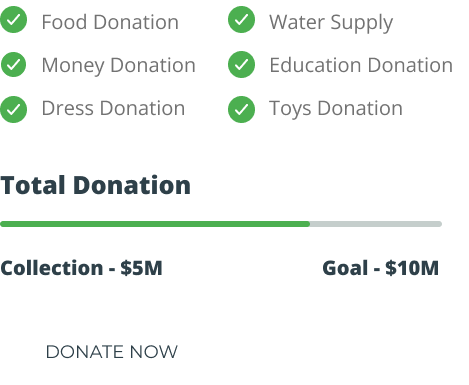 Food Donation
Water Supply
Money Donation
Education Donation
Dress Donation
Toys Donation
Total Donation
Collection - $5M
Goal - $10M
DONATE NOW